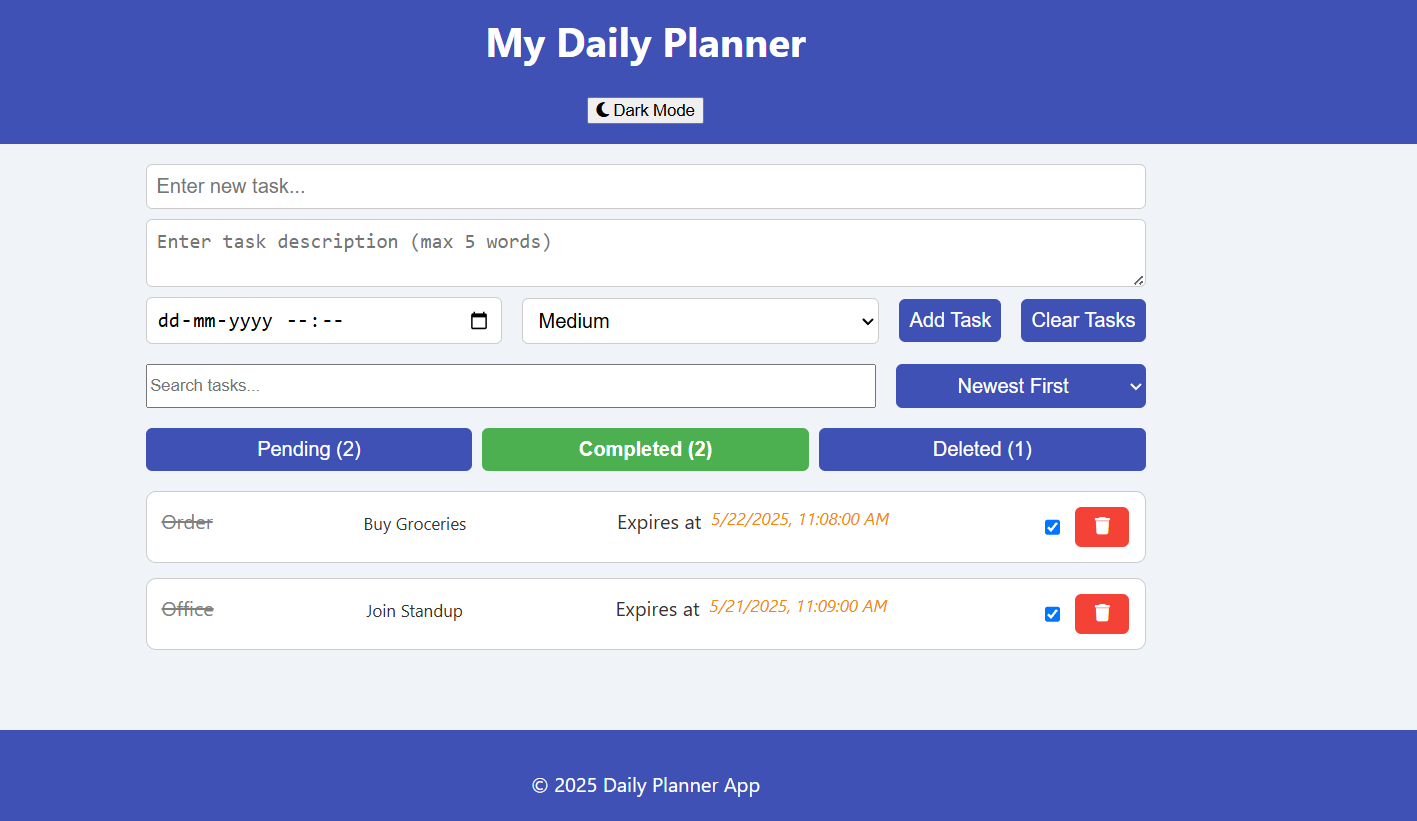 My Daily Planner
Dark Mode
Enter new task...
Enter task description (max 5 words)
dd-mm-yyyy --:--
Medium
Add Task
Clear Tasks
Search tasks...
Newest First
Pending (2)
Completed (2)
Deleted (1)
Order
Buy Groceries
Expires at 5/22/2025, 11:08:00 AM
Office
Join Standup
Expires at 5/21/2025, 11:09:00 AM
© 2025 Daily Planner App